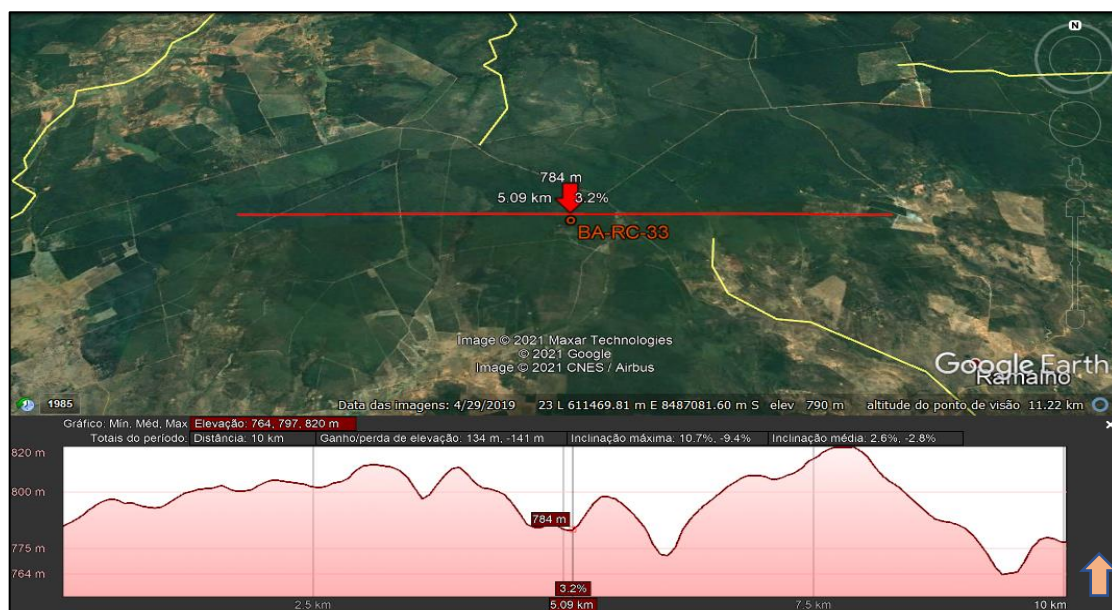 N
784 m
5.09 km 3.2%
BA-RC-33
Image © 2021 Maxar Technologies
© 2021 Google
Image © 2021 CNES / Airbus
Google Earth
Ramalho
1985 Data das imagens: 4/29/2019 23 L 611469.81 m E 8487081.60 m S elev 790 m altitude do ponto de visão 11.22 km
Gráfico: Mín, Méd, Max Elevação: 764, 797, 820 m
Totais do período: Distância: 10 km Ganho/perda de elevação: 134 m, -141 m Inclinação máxima: 10.7%, -9.4% Inclinação média: 2.6%, -2.8%
820 m
800 m
784 m
775 m
764 m
3.2%
2.5 km 5.09 km 7.5 km 10 km